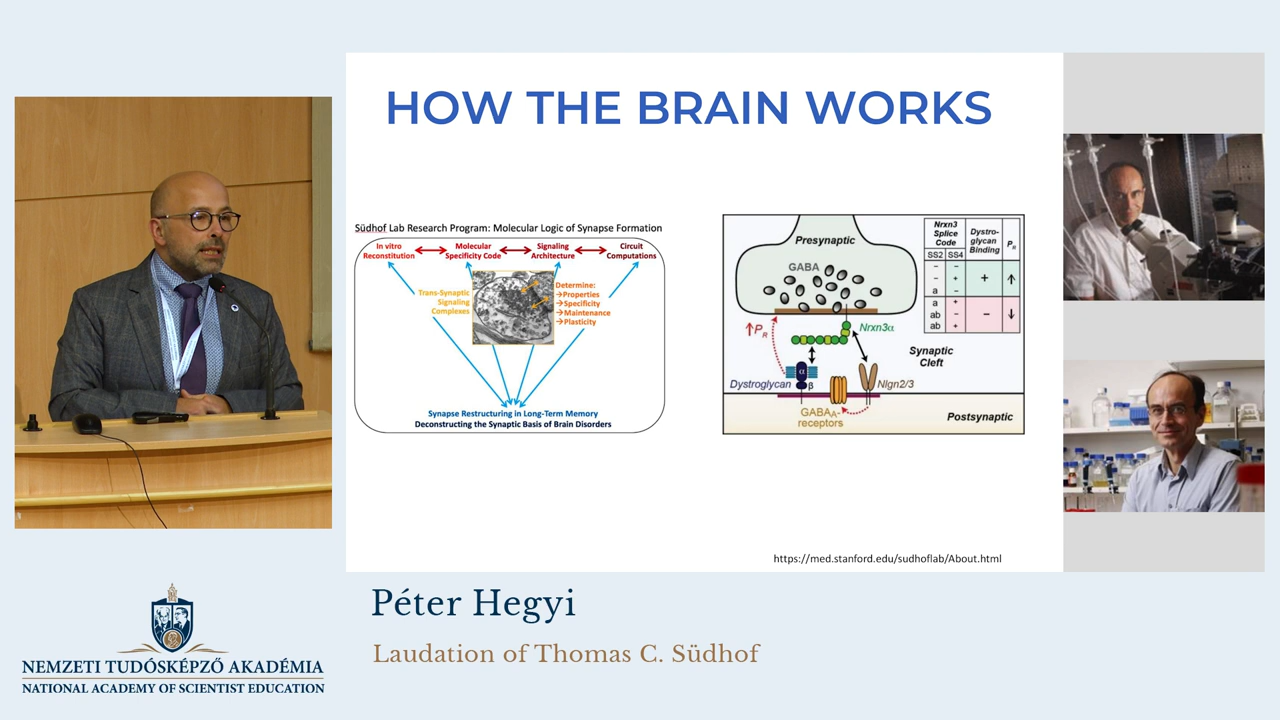 HOW THE BRAIN WORKS
Südhof Lab Research Program: Molecular Logic of Synapse Formation
In vitro
Reconstitution
Molecular
Specificity Code
Signaling
Architecture
Circuit
Computations
Trans-Synaptic
Signaling
Complexes
Determine:
→Properties
→Specificity
→Maintenance
→Plasticity
Synapse Restructuring in Long-Term Memory
Deconstructing the Synaptic Basis of Brain Disorders
Presynaptic
GABA
Nrxn3
Splice
Code
Dystro-
glycan
Binding
PR
SS2 SS4
− −
− + + ↑
a −
a +
ab − − ↓
ab +
↑PR
Nrxn3α
Synaptic
Cleft
Dystroglycan
α
β
Nlgn2/3
GABAA-
receptors
Postsynaptic
https://med.stanford.edu/sudhoflab/About.html
Péter Hegyi
Laudation of Thomas C. Südhof
NEMZETI TUDÓSKÉPZŐ AKADÉMIA
NATIONAL ACADEMY OF SCIENTIST EDUCATION